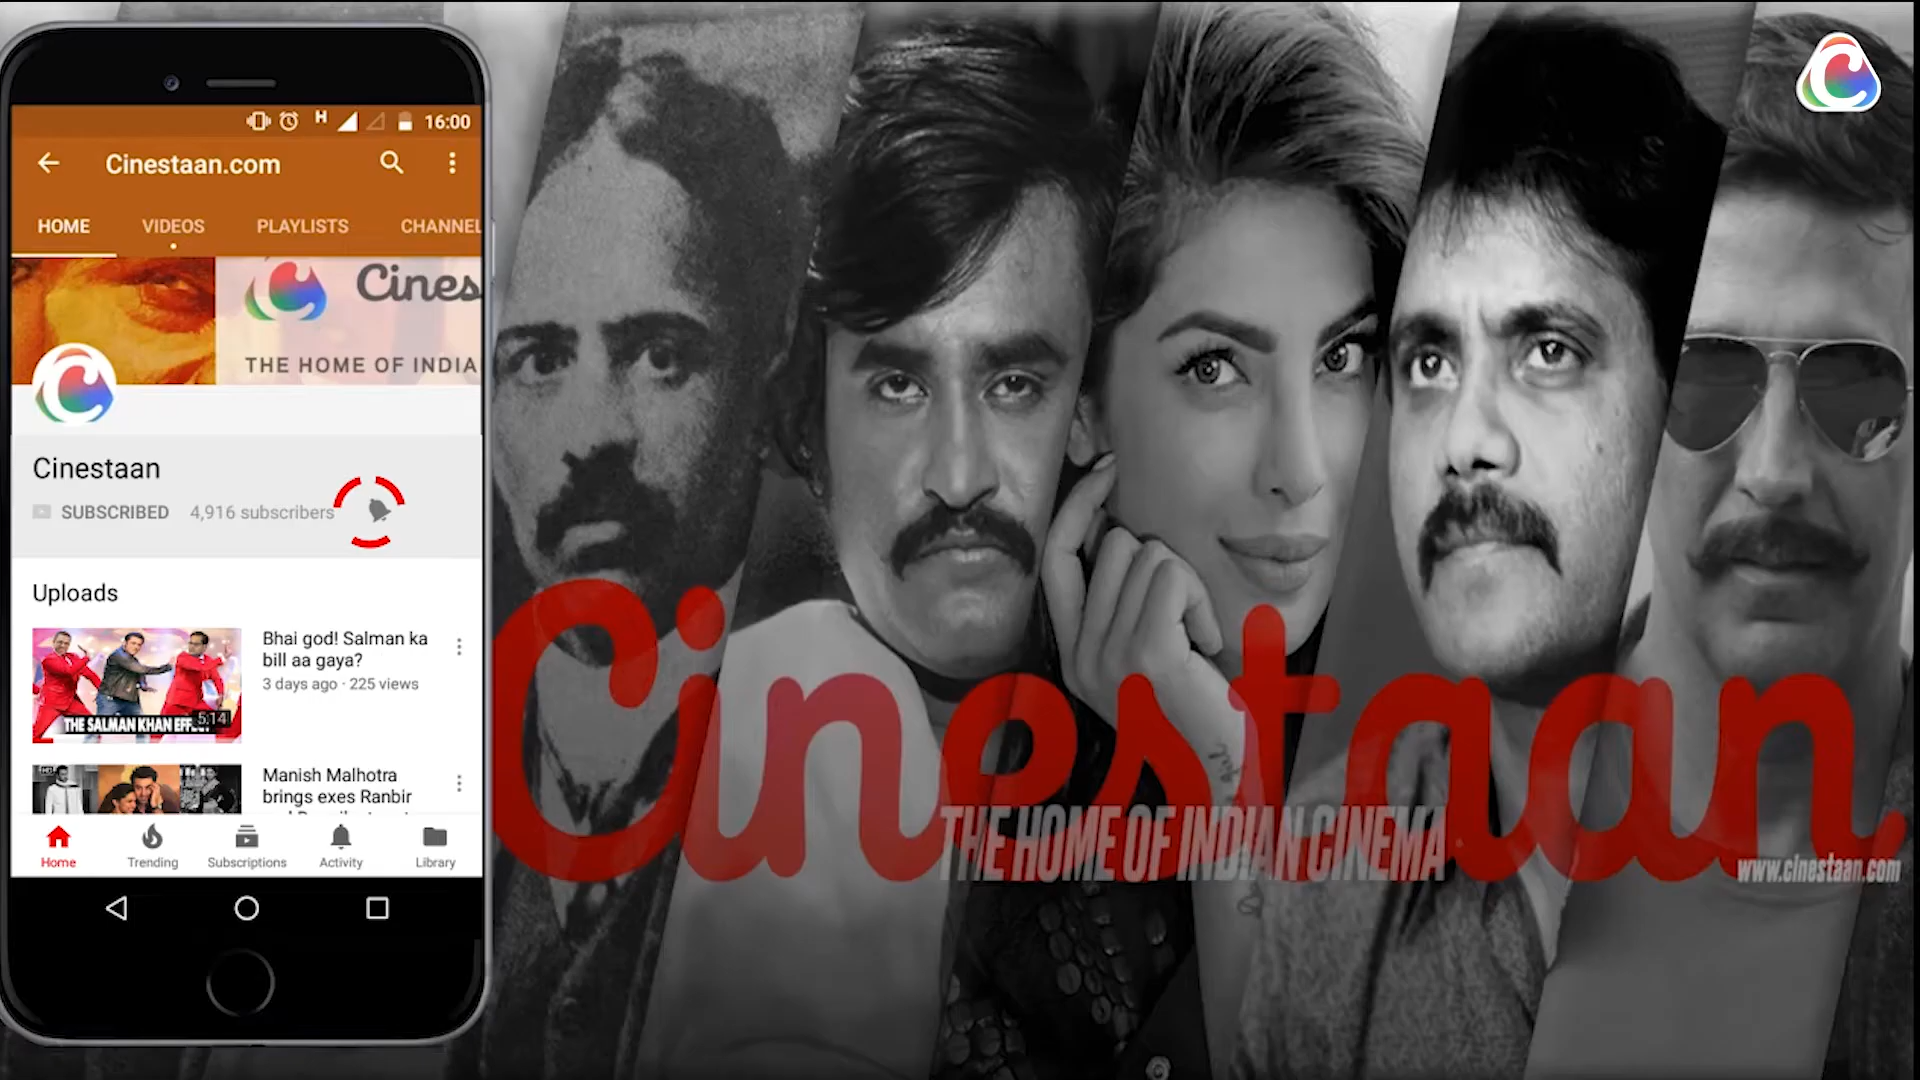 16:00
Cinestaan.com
HOME VIDEOS PLAYLISTS CHANNEL
Cines
THE HOME OF INDIA
Cinestaan
SUBSCRIBED 4,916 subscribers
Uploads
Bhai god! Salman ka
bill aa gaya?
3 days ago · 225 views
THE SALMAN KHAN EFF
5:14
HD
Manish Malhotra
brings exes Ranbir
Home Trending Subscriptions Activity Library
Cinestaan
THE HOME OF INDIAN CINEMA
www.cinestaan.com